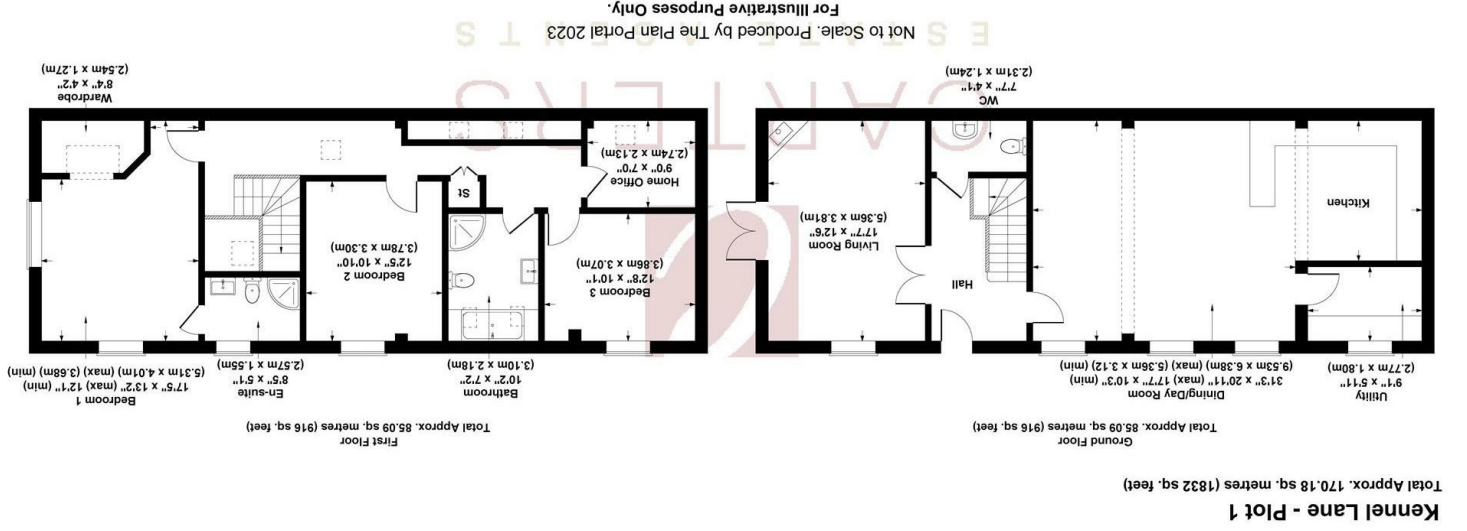 Kennel Lane - Plot 1
Total Approx. 170.18 sq. metres (1832 sq. feet)
Ground Floor
Total Approx. 85.09 sq. metres (916 sq. feet)
Utility
9'1" x 5'11"
(2.77m x 1.80m)
Dining/Day Room
31'3" x 20'11" (max) 17'7" x 10'3" (min)
(9.53m x 6.38m) (max) (5.36m x 3.12) (min)
Kitchen
Hall
Living Room
17'7" x 12'6"
(5.36m x 3.81m)
WC
7'7" x 4'1"
(2.31m x 1.24m)
First Floor
Total Approx. 85.09 sq. metres (916 sq. feet)
Bathroom
10'2" x 7'2"
(3.10m x 2.18m)
En-suite
8'5" x 5'1"
(2.57m x 1.55m)
Bedroom 1
17'5" x 13'2" (max) 12'1" (min)
(5.31m x 4.01m) (max) (3.68m) (min)
Bedroom 3
12'8" x 10'1"
(3.86m x 3.07m)
Bedroom 2
12'5" x 10'10"
(3.78m x 3.30m)
Home Office
9'0" x 7'0"
(2.74m x 2.13m)
St
Wardrobe
8'4" x 4'2"
(2.54m x 1.27m)
CARTERS
ESTATE AGENTS
Not to Scale. Produced by The Plan Portal 2023
For Illustrative Purposes Only.